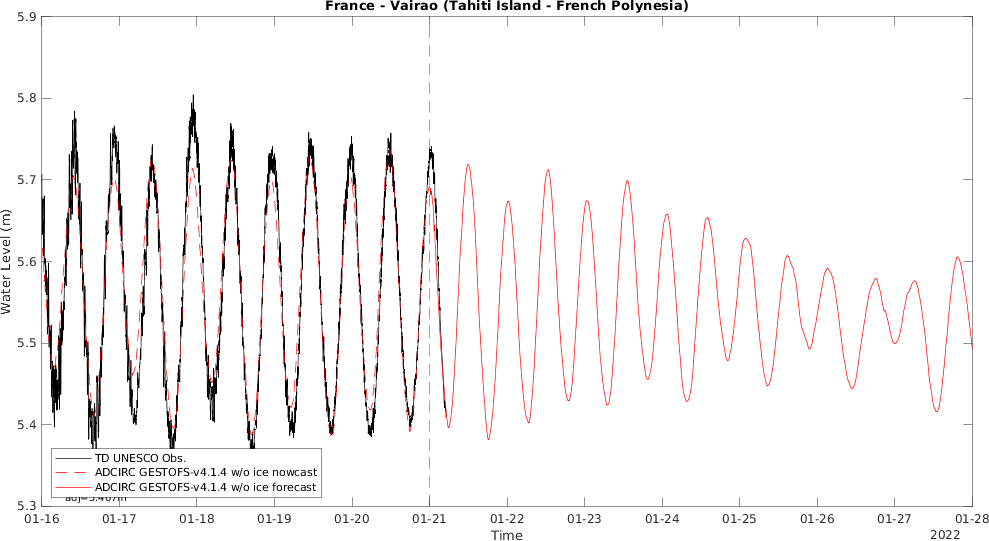 France - Vairao (Tahiti Island - French Polynesia)
5.9
5.8
5.7
5.6
5.5
5.4
5.3
Water Level (m)
TD UNESCO Obs.
ADCIRC GESTOFS-v4.1.4 w/o ice nowcast
ADCIRC GESTOFS-v4.1.4 w/o ice forecast
01-16 01-17 01-18 01-19 01-20 01-21 01-22 01-23 01-24 01-25 01-26 01-27 01-28
Time
2022